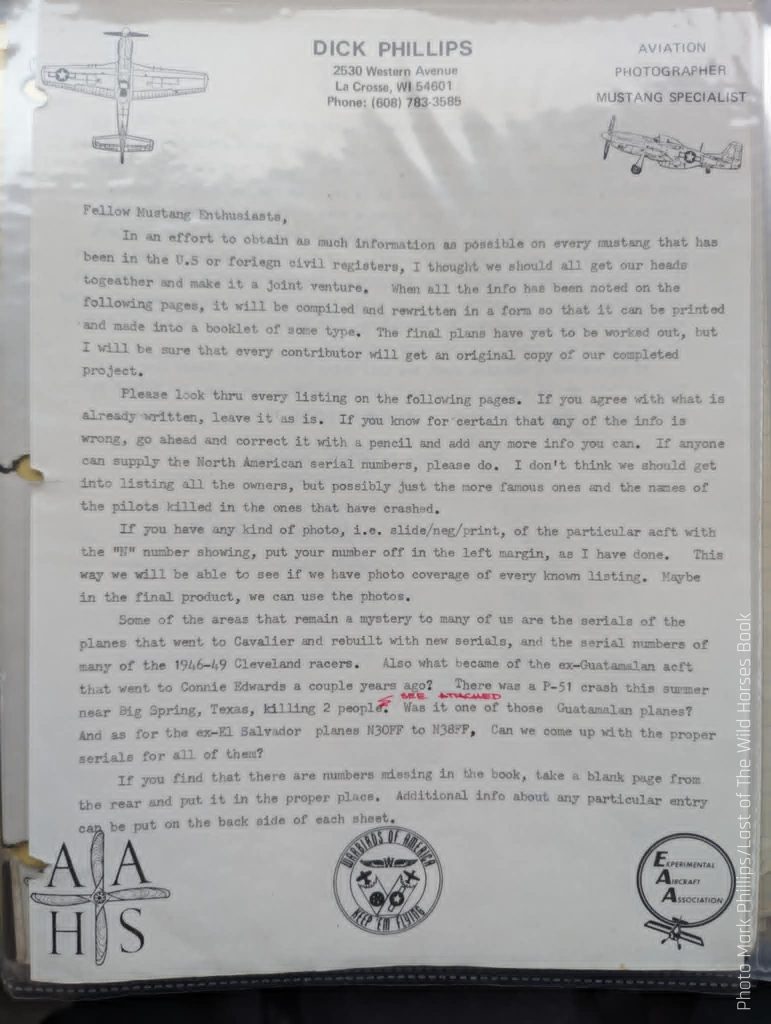 DICK PHILLIPS
2530 Western Avenue
La Crosse, WI 54601
Phone: (608) 783-3585
AVIATION
PHOTOGRAPHER
MUSTANG SPECIALIST
Fellow Mustang Enthusiasts,
In an effort to obtain as much information as possible on every mustang that has
been in the U.S or foriegn civil registers, I thought we should all get our heads
togeather and make it a joint venture. When all the info has been noted on the
following pages, it will be compiled and rewritten in a form so that it can be printed
and made into a booklet of some type. The final plans have yet to be worked out, but
I will be sure that every contributor will get an original copy of our completed
project.
Please look thru every listing on the following pages. If you agree with what is
already written, leave it as is. If you know for certain that any of the info is
wrong, go ahead and correct it with a pencil and add any more info you can. If anyone
can supply the North American serial numbers, please do. I don't think we should get
into listing all the owners, but possibly just the more famous ones and the names of
the pilots killed in the ones that have crashed.
If you have any kind of photo, i.e. slide/neg/print, of the particular acft with
the "N" number showing, put your number off in the left margin, as I have done. This
way we will be able to see if we have photo coverage of every known listing. Maybe
in the final product, we can use the photos.
Some of the areas that remain a mystery to many of us are the serials of the
planes that went to Cavalier and rebuilt with new serials, and the serial numbers of
many of the 1946-49 Cleveland racers. Also what became of the ex-Guatamalan acft
that went to Connie Edwards a couple years ago? There was a P-51 crash this summer
SEE ATTACHED
near Big Spring, Texas, killing 2 people. Was it one of those Guatamalan planes?
And as for the ex-El Salvador planes N30FF to N38FF, Can we come up with the proper
serials for all of them?
If you find that there are numbers missing in the book, take a blank page from
the rear and put it in the proper place. Additional info about any particular entry
can be put on the back side of each sheet.
A A
H S
WARBIRDS OF AMERICA
KEEP 'EM FLYING
EXPERIMENTAL
AIRCRAFT
ASSOCIATION
Photo Mark Phillips/Last of The Wild Horses Book